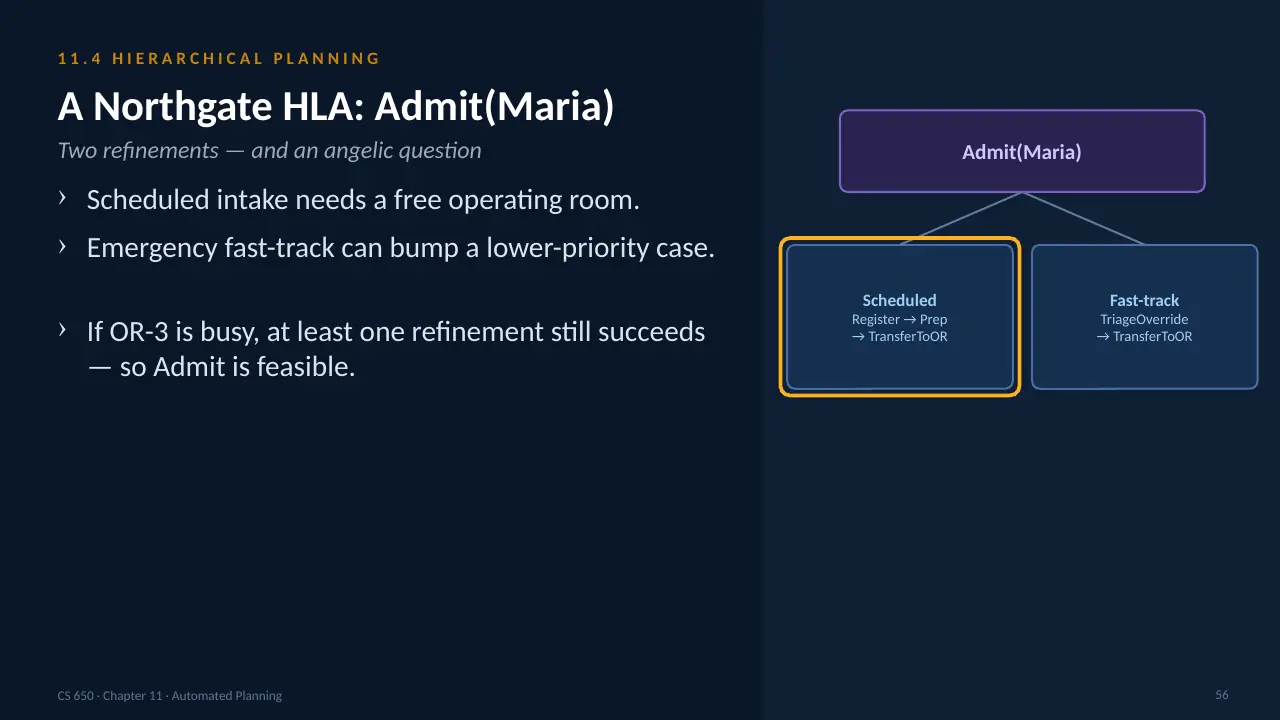 11.4 HIERARCHICAL PLANNING
A Northgate HLA: Admit(Maria)
Two refinements — and an angelic question
› Scheduled intake needs a free operating room.
› Emergency fast-track can bump a lower-priority case.
› If OR-3 is busy, at least one refinement still succeeds
— so Admit is feasible.
Admit(Maria)
Scheduled
Register → Prep
→ TransferToOR
Fast-track
TriageOverride
→ TransferToOR
CS 650 · Chapter 11 · Automated Planning
56